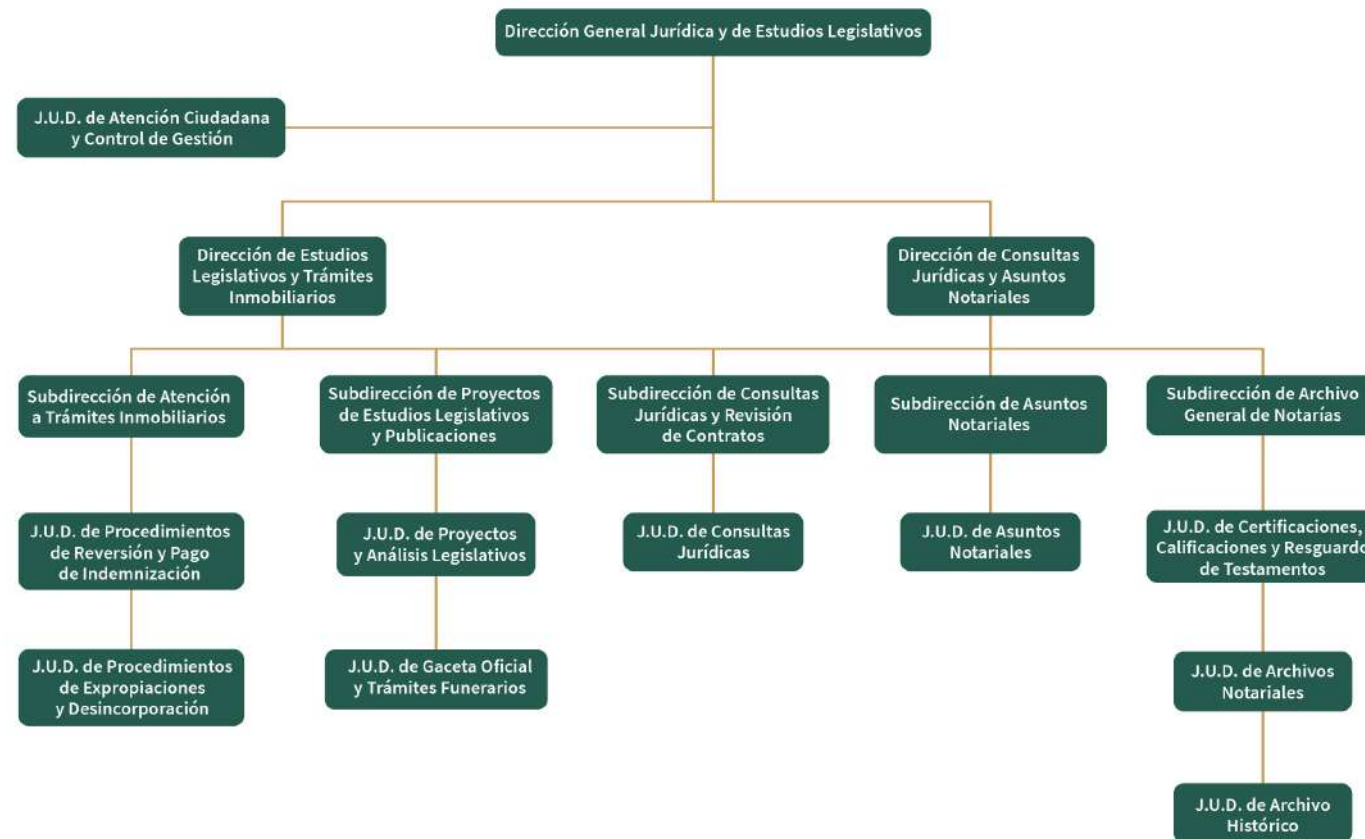 Dirección General Jurídica y de Estudios Legislativos
J.U.D. de Atención Ciudadana
y Control de Gestión
Dirección de Estudios
Legislativos y Trámites
Inmobiliarios
Dirección de Consultas
Jurídicas y Asuntos
Notariales
Subdirección de Atención
a Trámites Inmobiliarios
Subdirección de Proyectos
de Estudios Legislativos
y Publicaciones
Subdirección de Consultas
Jurídicas y Revisión
de Contratos
Subdirección de Asuntos
Notariales
Subdirección de Archivo
General de Notarías
J.U.D. de Procedimientos
de Reversión y Pago
de Indemnización
J.U.D. de Proyectos
y Análisis Legislativos
J.U.D. de Consultas
Jurídicas
J.U.D. de Asuntos
Notariales
J.U.D. de Certificaciones,
Calificaciones y Resguardo
de Testamentos
J.U.D. de Procedimientos
de Expropiaciones
y Desincorporación
J.U.D. de Gaceta Oficial
y Trámites Funerarios
J.U.D. de Archivos
Notariales
J.U.D. de Archivo
Histórico